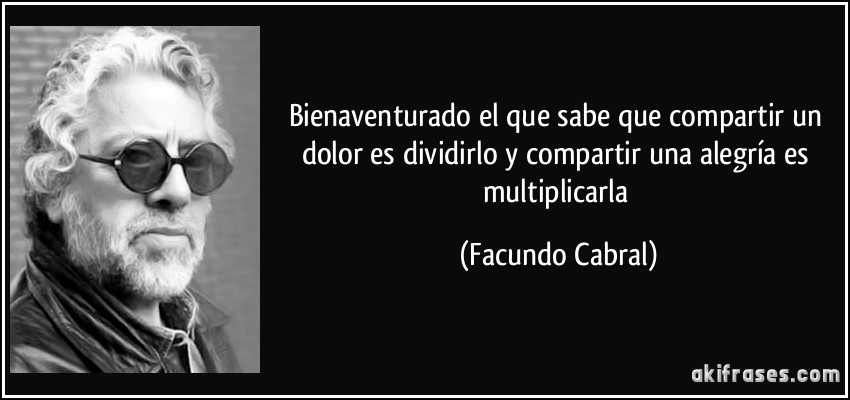 Bienaventurado el que sabe que compartir un
dolor es dividirlo y compartir una alegría es
multiplicarla
(Facundo Cabral)
akifrases.com